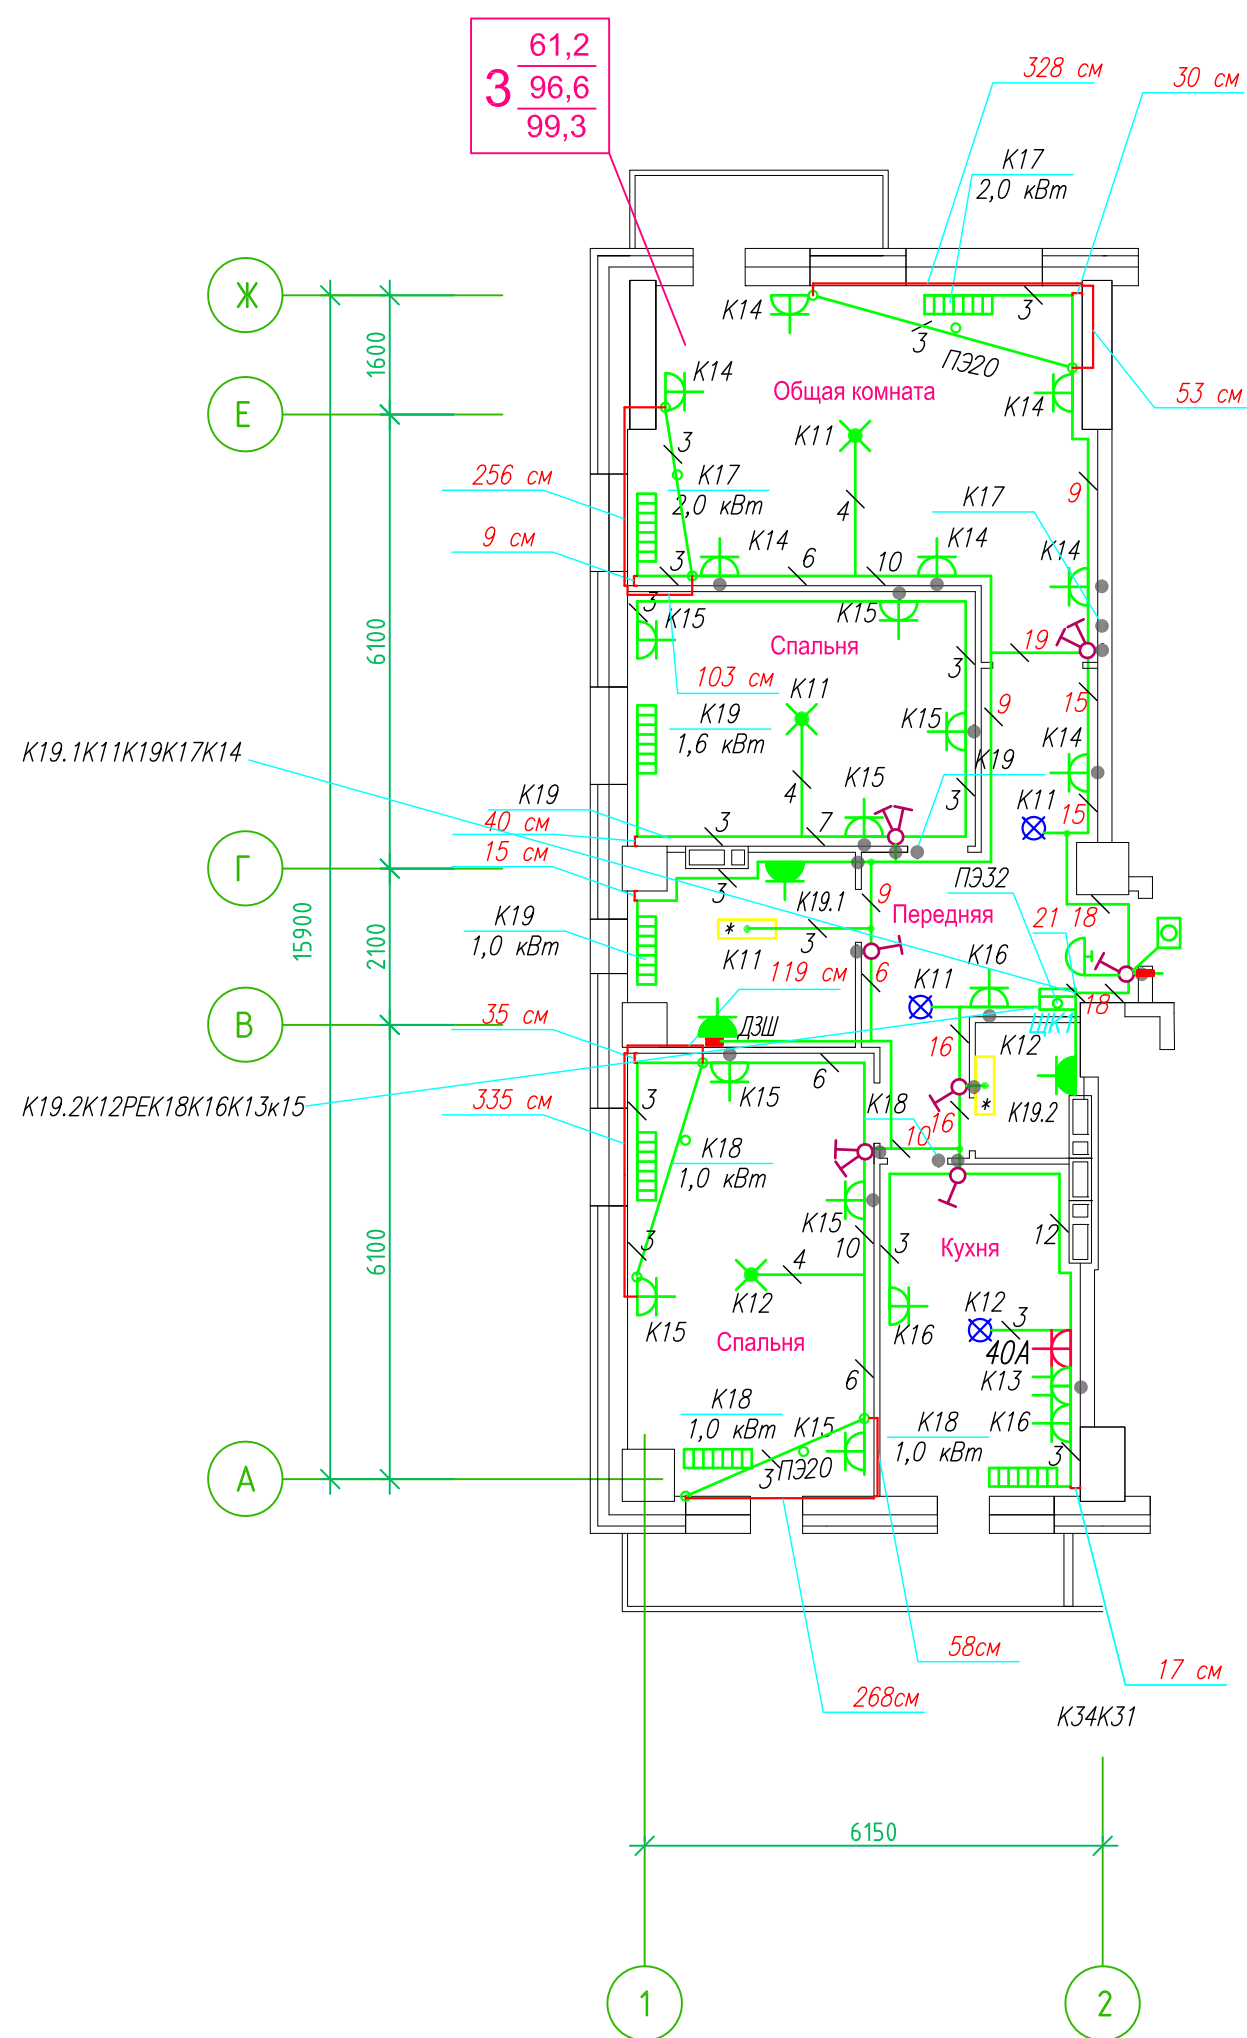 61,2
3 96,6
99,3
328 см
30 см
К17
2,0 кВт
Ж
К14
3
3
ПЭ20
1600
К14
Общая комната
К14
53 см
Е
К11
3
256 см
К17
2,0 кВт
4
К17
9
9 см
3
К14
6
10
К14
К14
3
К15
К15
6100
Спальня
3
19
103 см
К11
15
К19
1,6 кВт
К15
9
К14
К19.1К11К19К17К14
К19
4
К15
3
К19
К11
15
40 см
3
7
15 см
Г
3
К19.1
9
ПЭ32
Передняя
21
18
15900
2100
К19
1,0 кВт
*
К11
3
119 см
6
К11
К16
18
В
35 см
ДЗШ
ЩК1
16
К12
К19.2К12РЕК18К16К13к15
335 см
3
К15
6
К18
*
16
К19.2
10
К18
1,0 кВт
К15
10
3
12
6100
3
4
Кухня
К12
К15
К16
К12
3
Спальня
40А
6
К13
К18
1,0 кВт
К15
К18
1,0 кВт
К16
3
А
3
ПЭ20
58см
17 см
268см
К34К31
6150
1
2